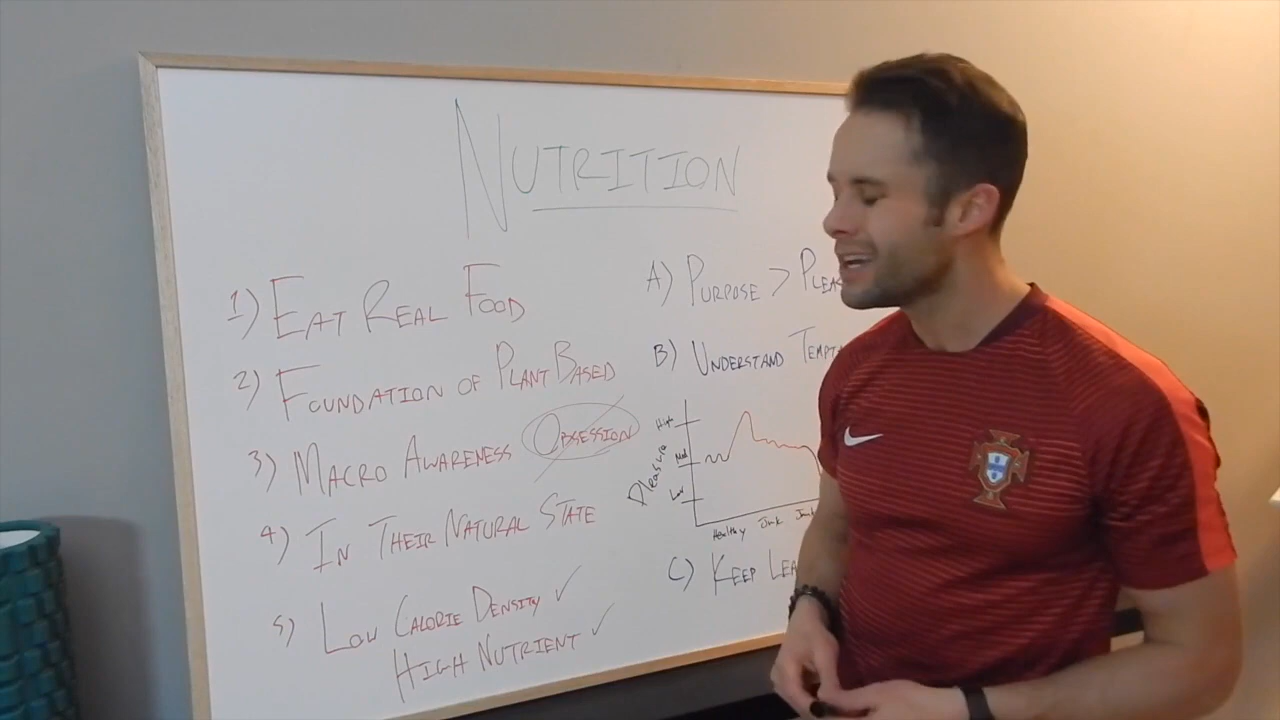 NUTRITION
1) EAT REAL FOOD
2) FOUNDATION OF PLANT BASED
3) MACRO AWARENESS OBSESSION
4) IN THEIR NATURAL STATE
5) LOW CALORIE DENSITY ✓
HIGH NUTRIENT ✓
A) PURPOSE > PLEAS
B) UNDERSTAND TEMPT
High
Med
Low
Pleasure
Healthy Junk
C) KEEP LEA